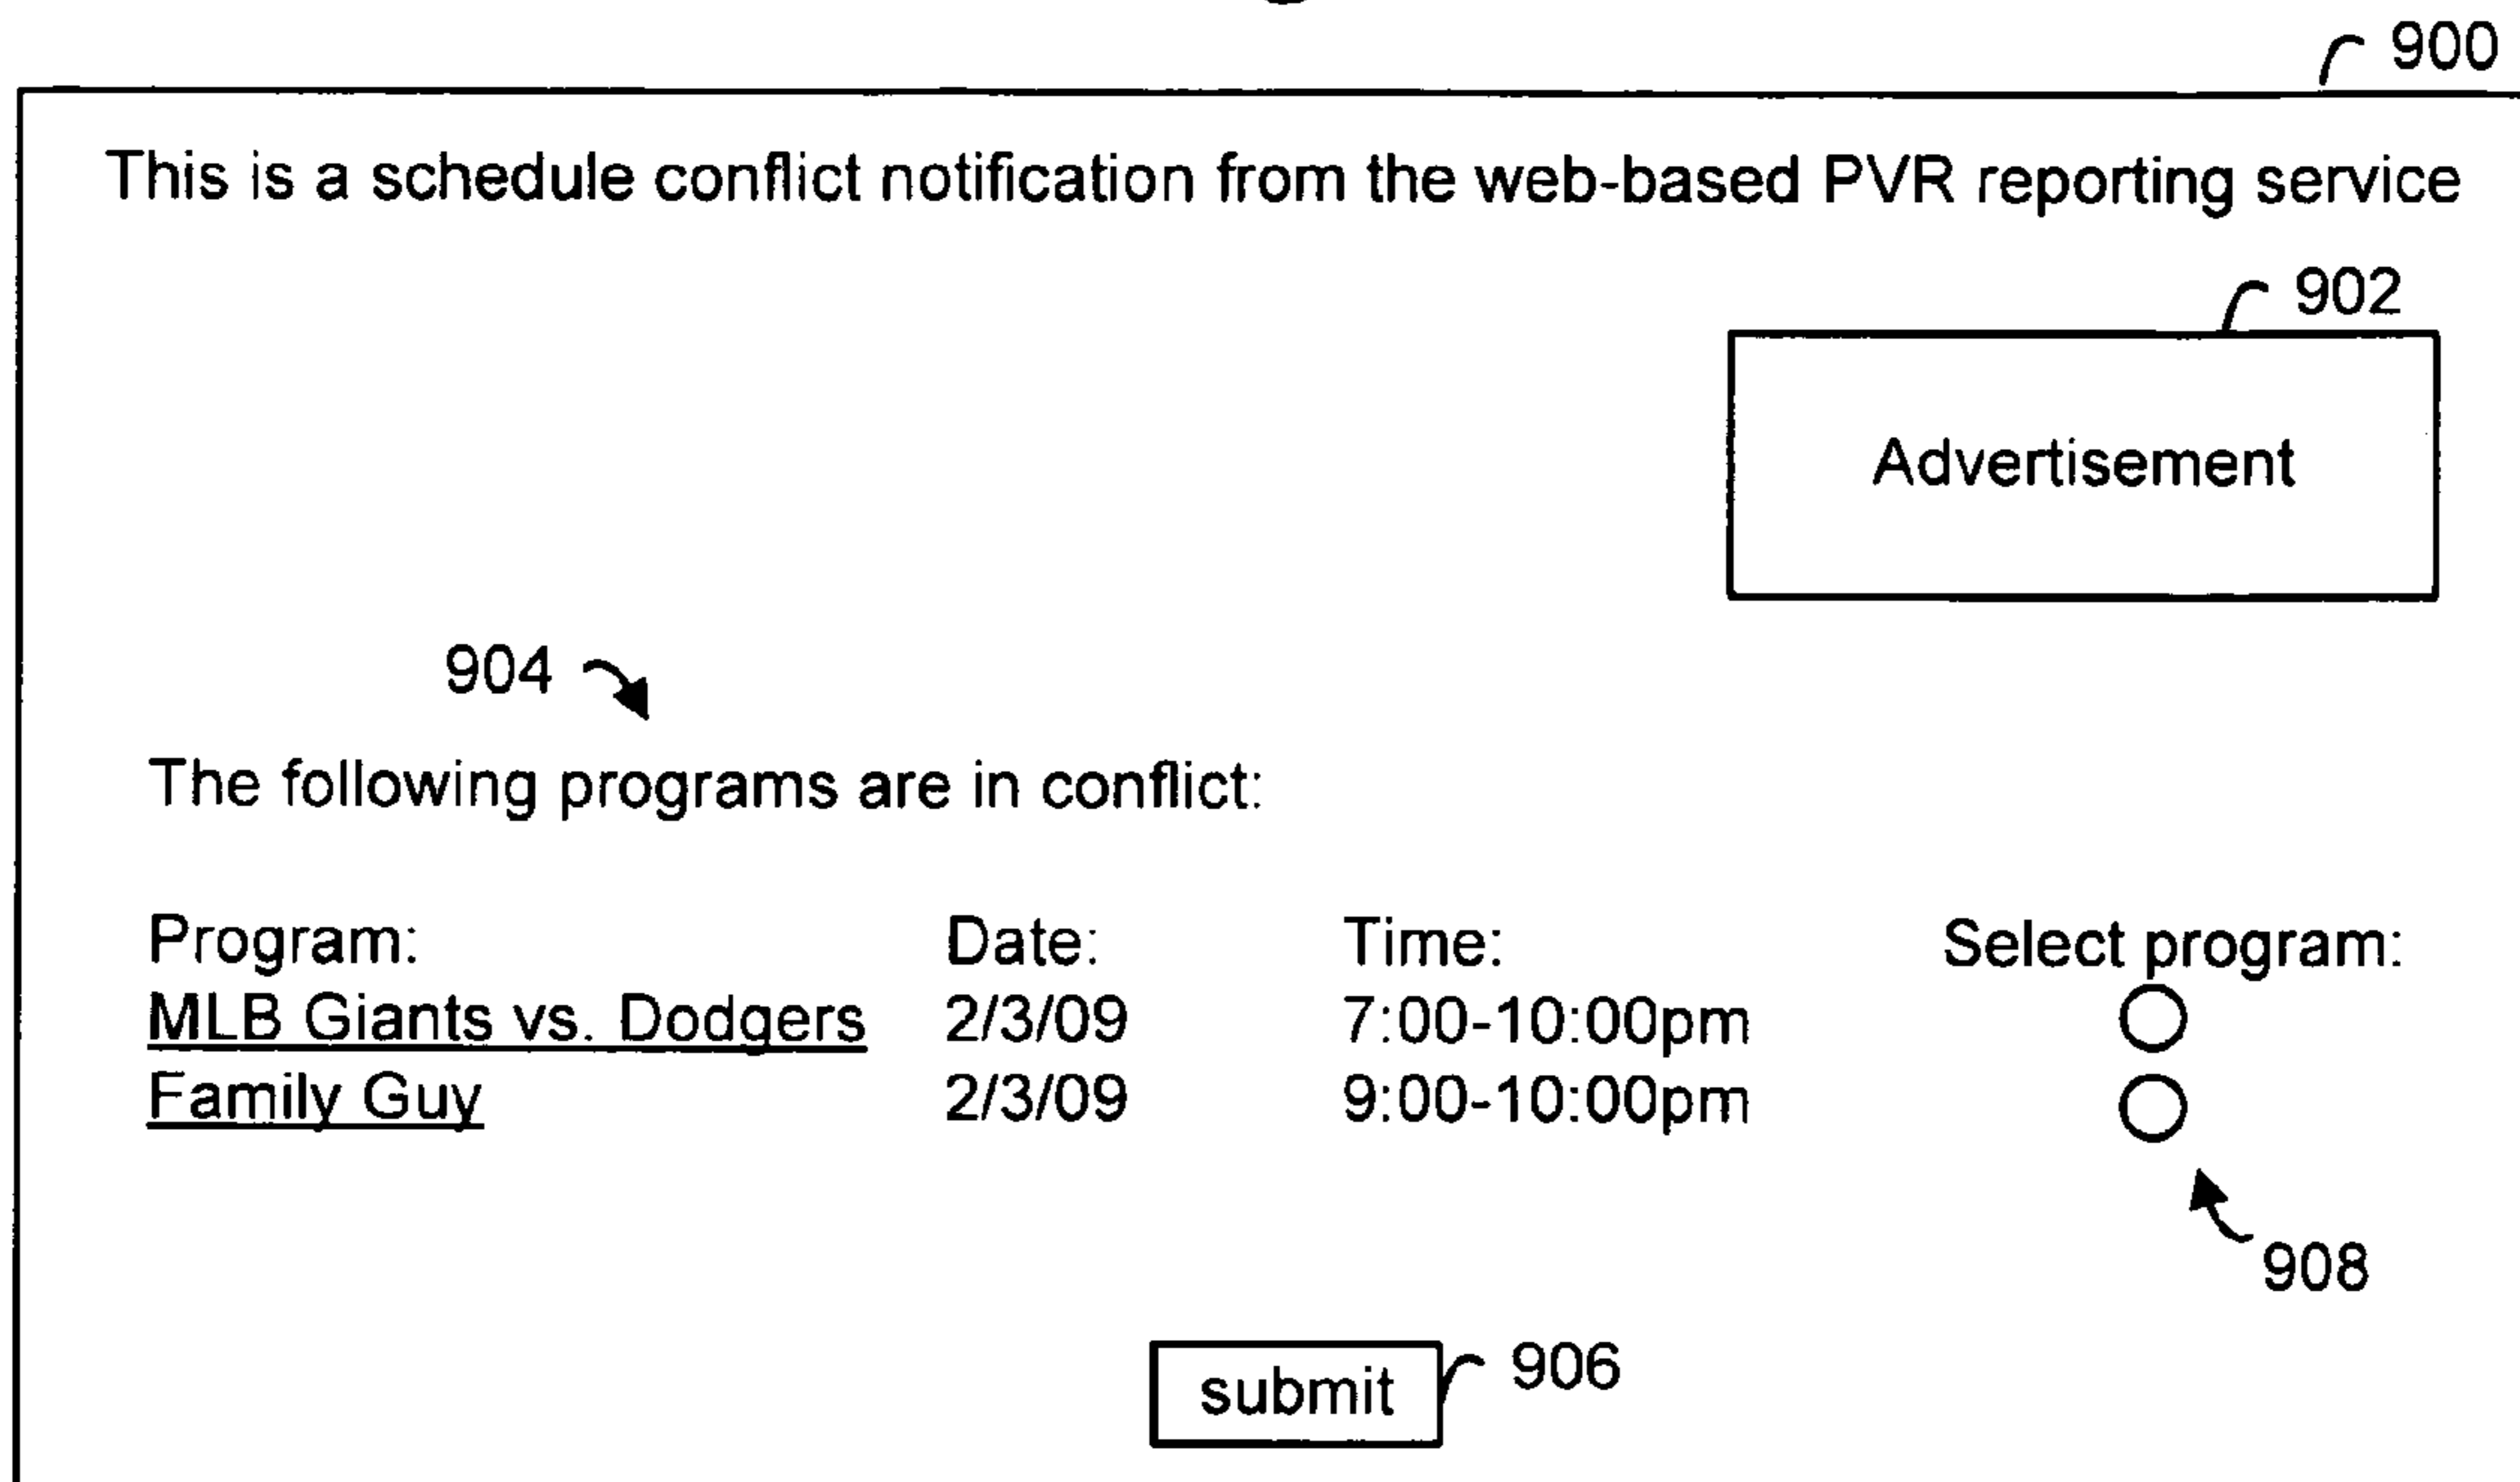 900
This is a schedule conflict notification from the web-based PVR reporting service
902
Advertisement
904
The following programs are in conflict:
Program: Date: Time: Select program:
MLB Giants vs. Dodgers 2/3/09 7:00-10:00pm
Family Guy 2/3/09 9:00-10:00pm
908
submit 906